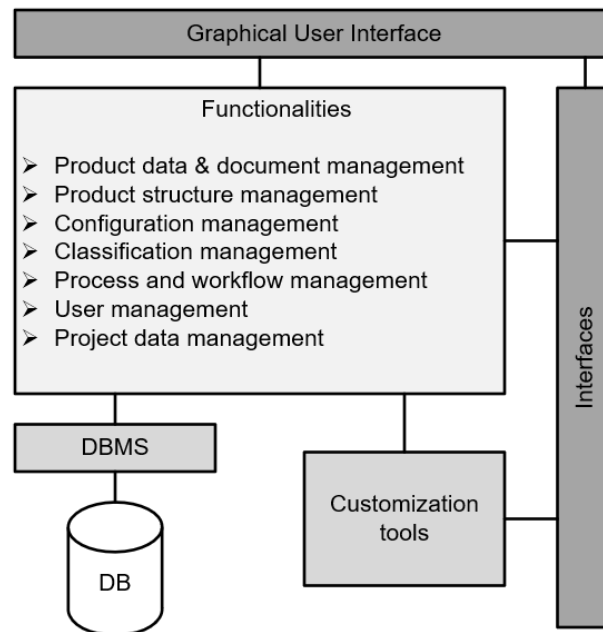 Graphical User Interface
Functionalities
➢ Product data & document management
➢ Product structure management
➢ Configuration management
➢ Classification management
➢ Process and workflow management
➢ User management
➢ Project data management
Interfaces
DBMS
Customization
tools
DB